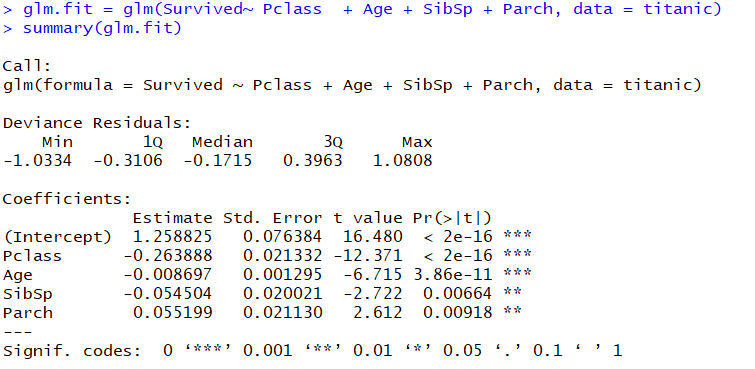 > glm.fit = glm(Survived~ Pclass  + Age + SibSp + Parch, data = titanic)
> summary(glm.fit)
Call:
glm(formula = Survived ~ Pclass + Age + SibSp + Parch, data = titanic)
Deviance Residuals:
    Min       1Q   Median       3Q      Max
-1.0334  -0.3106  -0.1715   0.3963   1.0808
Coefficients:
             Estimate Std. Error t value Pr(>|t|)
(Intercept)  1.258825   0.076384  16.480  < 2e-16 ***
Pclass      -0.263888   0.021332 -12.371  < 2e-16 ***
Age         -0.008697   0.001295  -6.715 3.86e-11 ***
SibSp       -0.054504   0.020021  -2.722  0.00664 **
Parch        0.055199   0.021130   2.612  0.00918 **
---
Signif. codes:  0 ‘***’ 0.001 ‘**’ 0.01 ‘*’ 0.05 ‘.’ 0.1 ‘ ’ 1